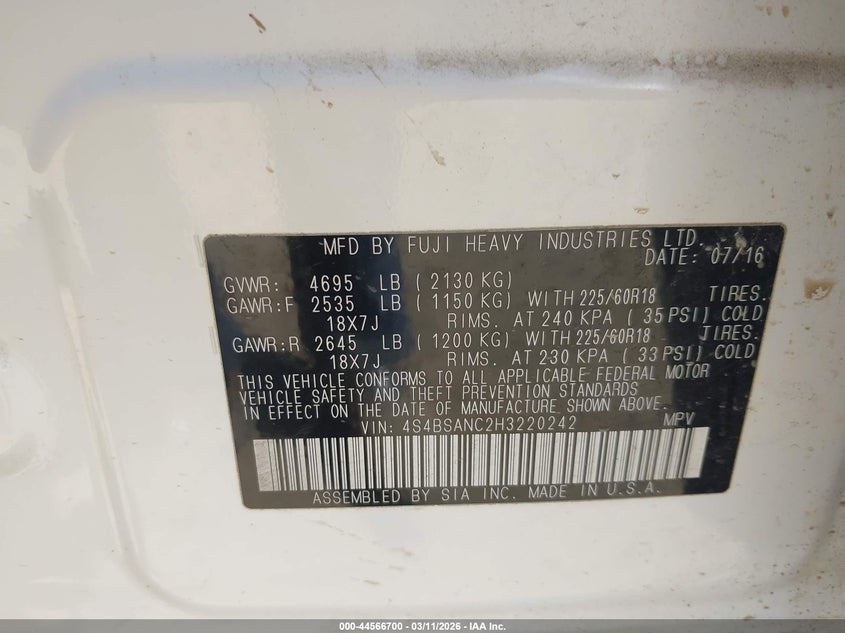 MFD BY FUJI HEAVY INDUSTRIES LTD.
DATE: 07/16
GVWR: 4695 LB ( 2130 KG)
GAWR:F 2535 LB ( 1150 KG) WITH 225/60R18 TIRES.
18X7J RIMS. AT 240 KPA ( 35 PSI) COLD
GAWR:R 2645 LB ( 1200 KG) WITH 225/60R18 TIRES.
18X7J RIMS. AT 230 KPA ( 33 PSI) COLD
THIS VEHICLE CONFORMS TO ALL APPLICABLE FEDERAL MOTOR
VEHICLE SAFETY AND THEFT PREVENTION STANDARDS
IN EFFECT ON THE DATE OF MANUFACTURE SHOWN ABOVE.
VIN: 4S4BSANC2H3220242 MPV
ASSEMBLED BY SIA INC. MADE IN U.S.A.
000-44566700 - 03/11/2026 - IAA Inc.